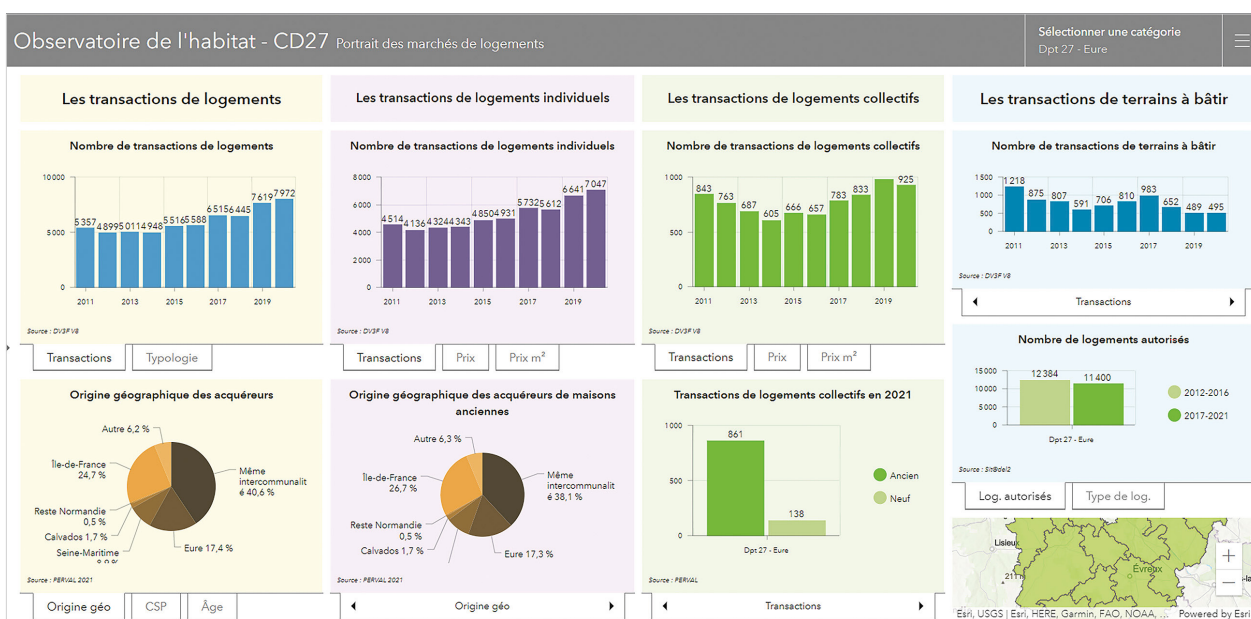 Observatoire de l'habitat - CD27 Portrait des marchés de logements
Sélectionner une catégorie
Dpt 27 - Eure
Les transactions de logements
Nombre de transactions de logements
10000
5000
0
5 357
4 899
5 011
4 948
5 516
5 588
6 515
6 445
7 619
7 972
2011
2013
2015
2017
2019
Source : DV3F V8
Transactions
Typologie
Origine géographique des acquéreurs
Autre 6,2 %
Île-de-France
24,7 %
Reste Normandie
0,5 %
Calvados 1,7 %
Seine-Maritime
Même
intercommunalit
é 40,6 %
Eure 17,4 %
Source : PERVAL 2021
Origine géo
CSP
Âge
Les transactions de logements individuels
Nombre de transactions de logements individuels
8000
6000
4000
2000
0
4 514
4 136
4 324
4 343
4 850
4 931
5 732
5 612
6 641
7 047
2011
2013
2015
2017
2019
Source : DV3F V8
Transactions
Prix
Prix m²
Origine géographique des acquéreurs de maisons
anciennes
Autre 6,3 %
Île-de-France
26,7 %
Reste Normandie
0,5 %
Calvados 1,7 %
Même
intercommunalit
é 38,1 %
Eure 17,3 %
Source : PERVAL 2021
Origine géo
Les transactions de logements collectifs
Nombre de transactions de logements collectifs
1000
500
0
843
763
687
605
666
657
783
833
925
2011
2013
2015
2017
2019
Source : DV3F V8
Transactions
Prix
Prix m²
Transactions de logements collectifs en 2021
1000
500
0
861
138
Dpt 27 - Eure
Ancien
Neuf
Source : PERVAL
Transactions
Les transactions de terrains à bâtir
Nombre de transactions de terrains à bâtir
1 500
1 000
500
0
1 218
875
807
591
706
810
983
652
489
495
2011
2013
2015
2017
2019
Source : DV3F V8
Transactions
Nombre de logements autorisés
15000
10000
5000
0
12 384
11 400
Dpt 27 - Eure
2012-2016
2017-2021
Source : Sit@del2
Log. autorisés
Type de log.
Lisieux
211 m
Évreux
Esri, USGS | Esri, HERE, Garmin, FAO, NOAA, ... Powered by Esri